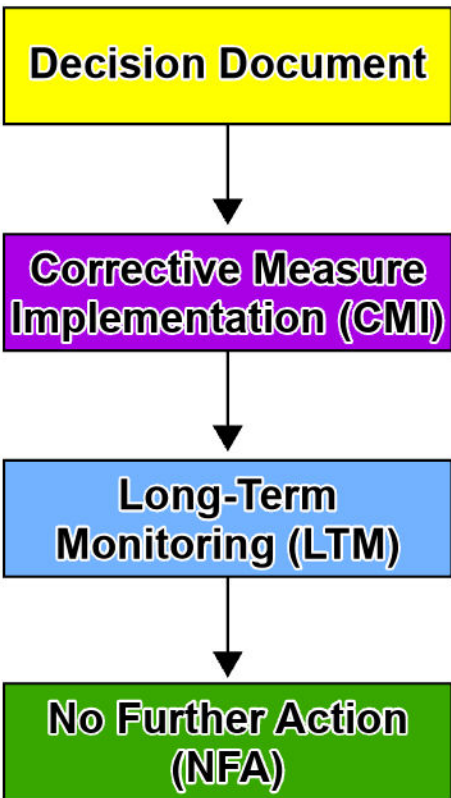 Decision Document
Corrective Measure
Implementation (CMI)
Long-Term
Monitoring (LTM)
No Further Action
(NFA)